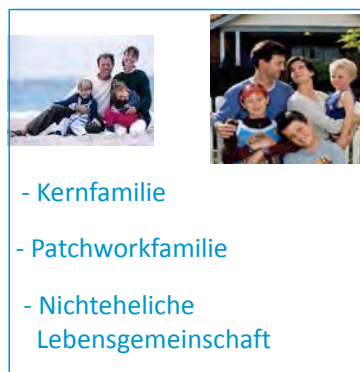 - Kernfamilie
- Patchworkfamilie
- Nichteheliche
Lebensgemeinschaft